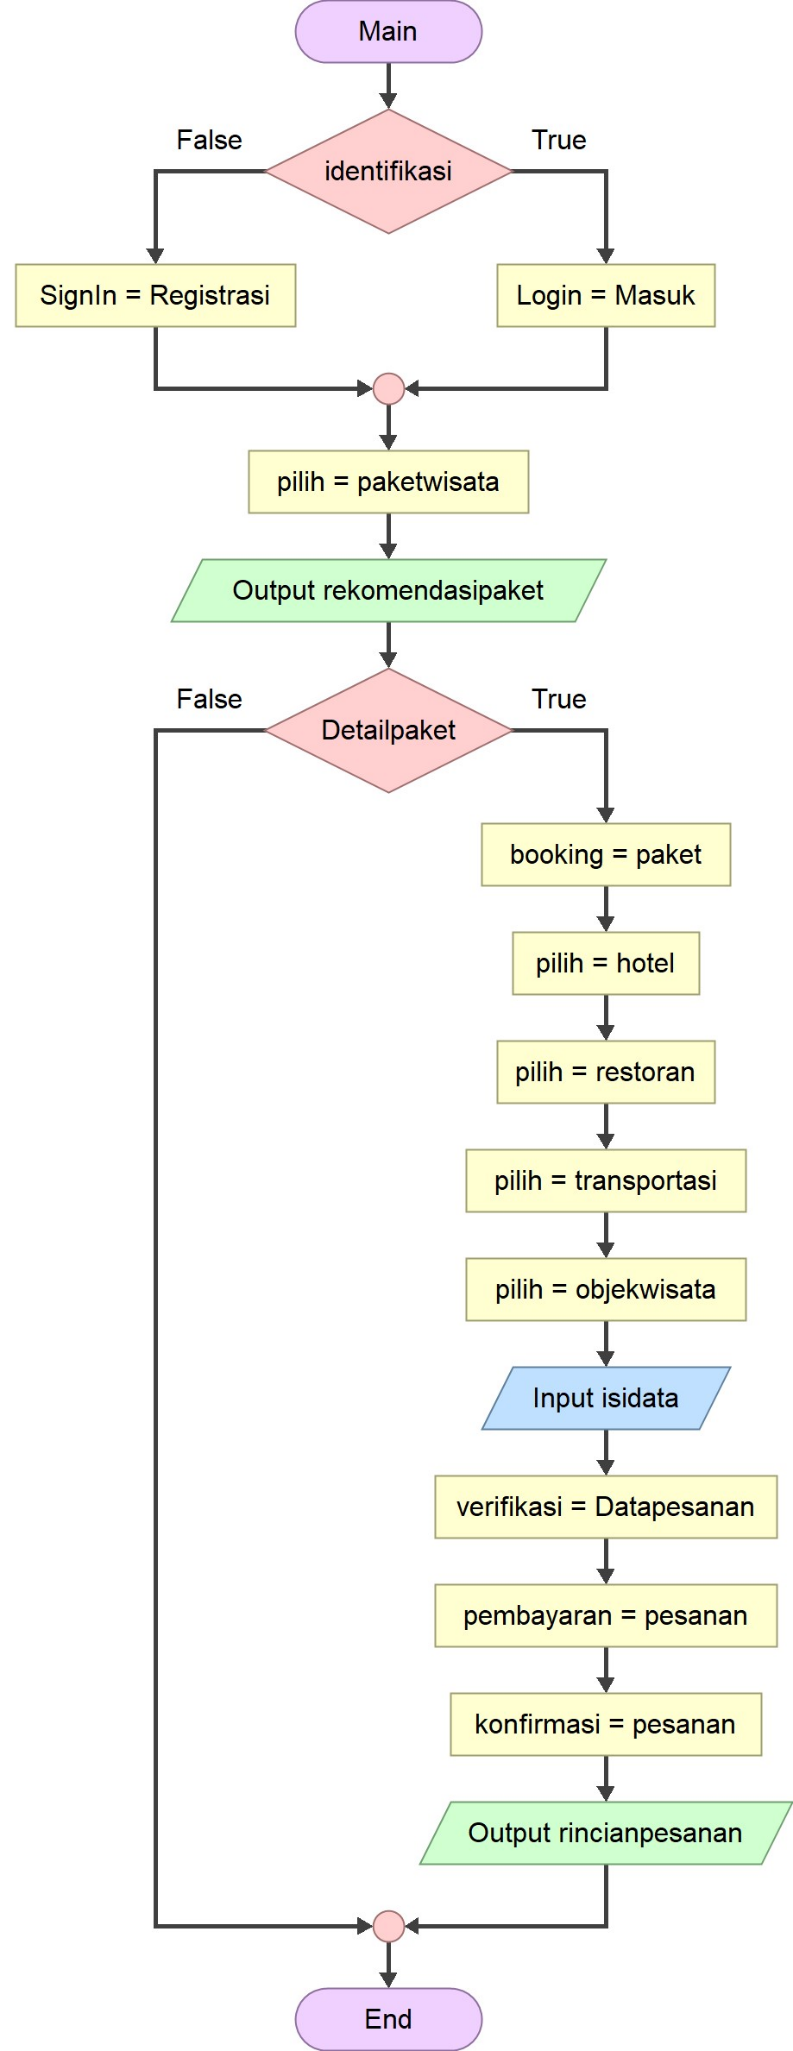 Main
False
True
identifikasi
SignIn = Registrasi
Login = Masuk
pilih = paketwisata
Output rekomendasipaket
False
True
Detailpaket
booking = paket
pilih = hotel
pilih = restoran
pilih = transportasi
pilih = objekwisata
Input isidata
verifikasi = Datapesanan
pembayaran = pesanan
konfirmasi = pesanan
Output rincianpesanan
End